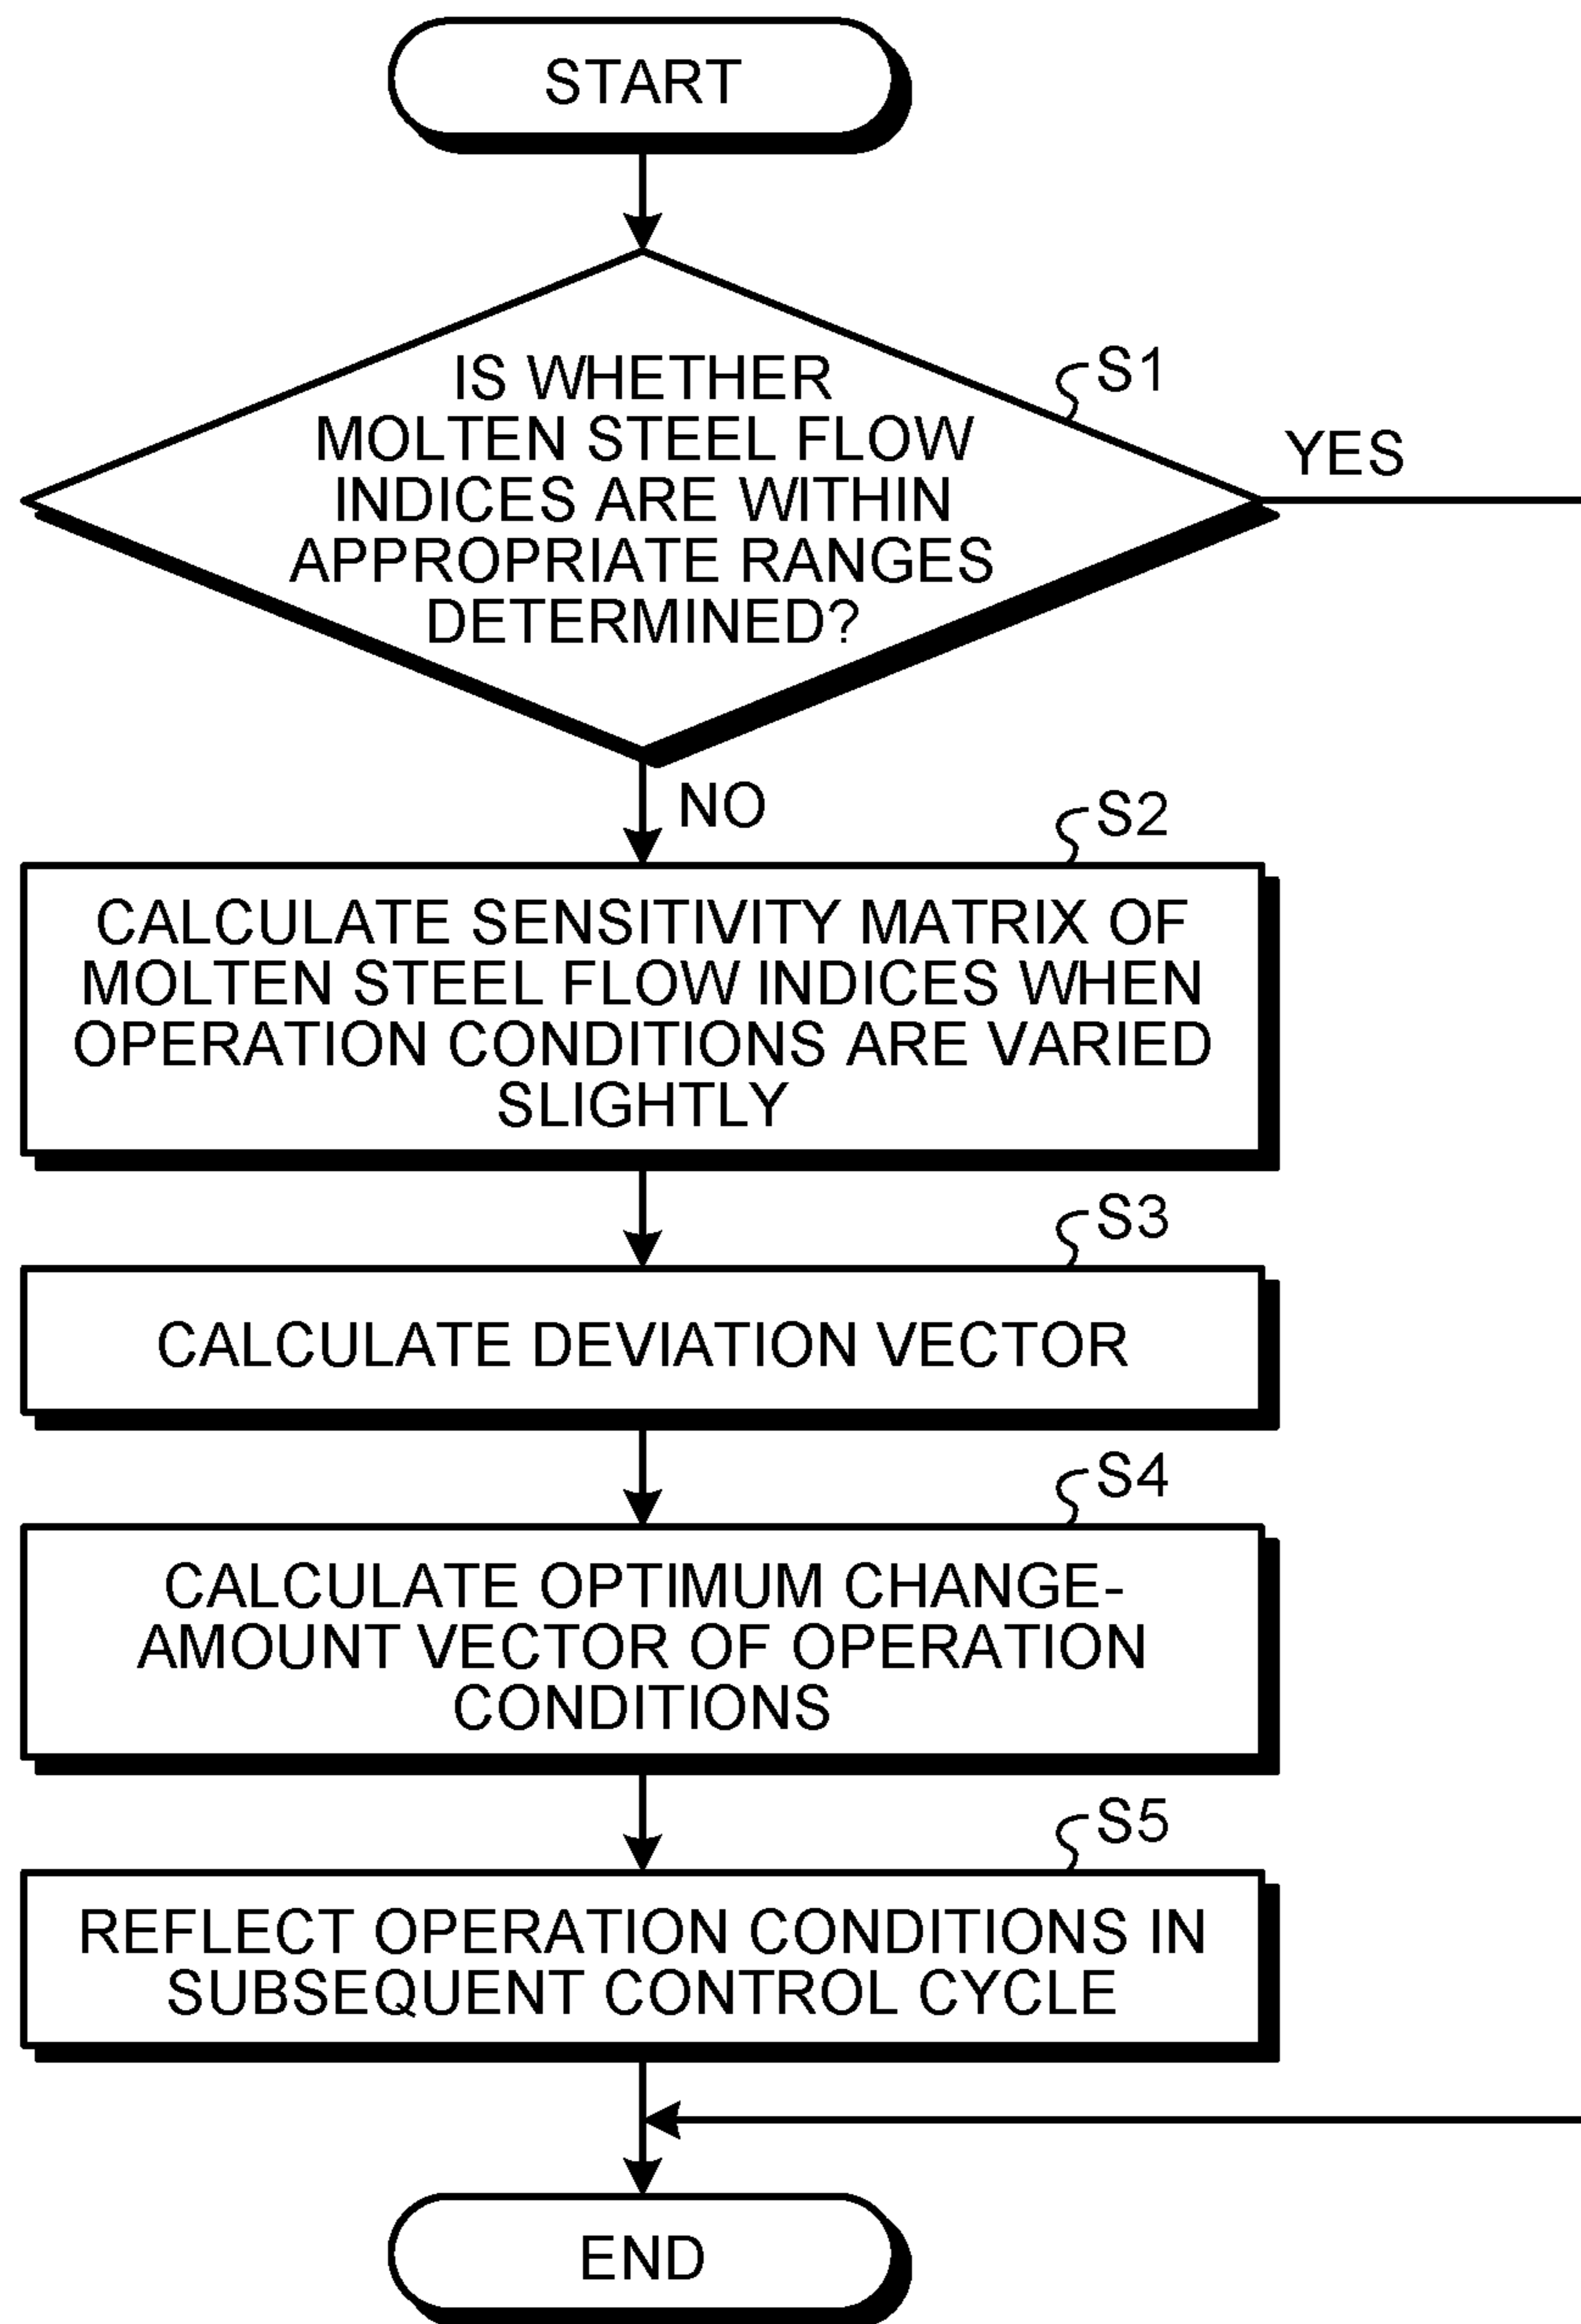 START
IS WHETHER
MOLTEN STEEL FLOW
INDICES ARE WITHIN
APPROPRIATE RANGES
DETERMINED?
S1
YES
NO
S2
CALCULATE SENSITIVITY MATRIX OF
MOLTEN STEEL FLOW INDICES WHEN
OPERATION CONDITIONS ARE VARIED
SLIGHTLY
S3
CALCULATE DEVIATION VECTOR
S4
CALCULATE OPTIMUM CHANGE-
AMOUNT VECTOR OF OPERATION
CONDITIONS
S5
REFLECT OPERATION CONDITIONS IN
SUBSEQUENT CONTROL CYCLE
END